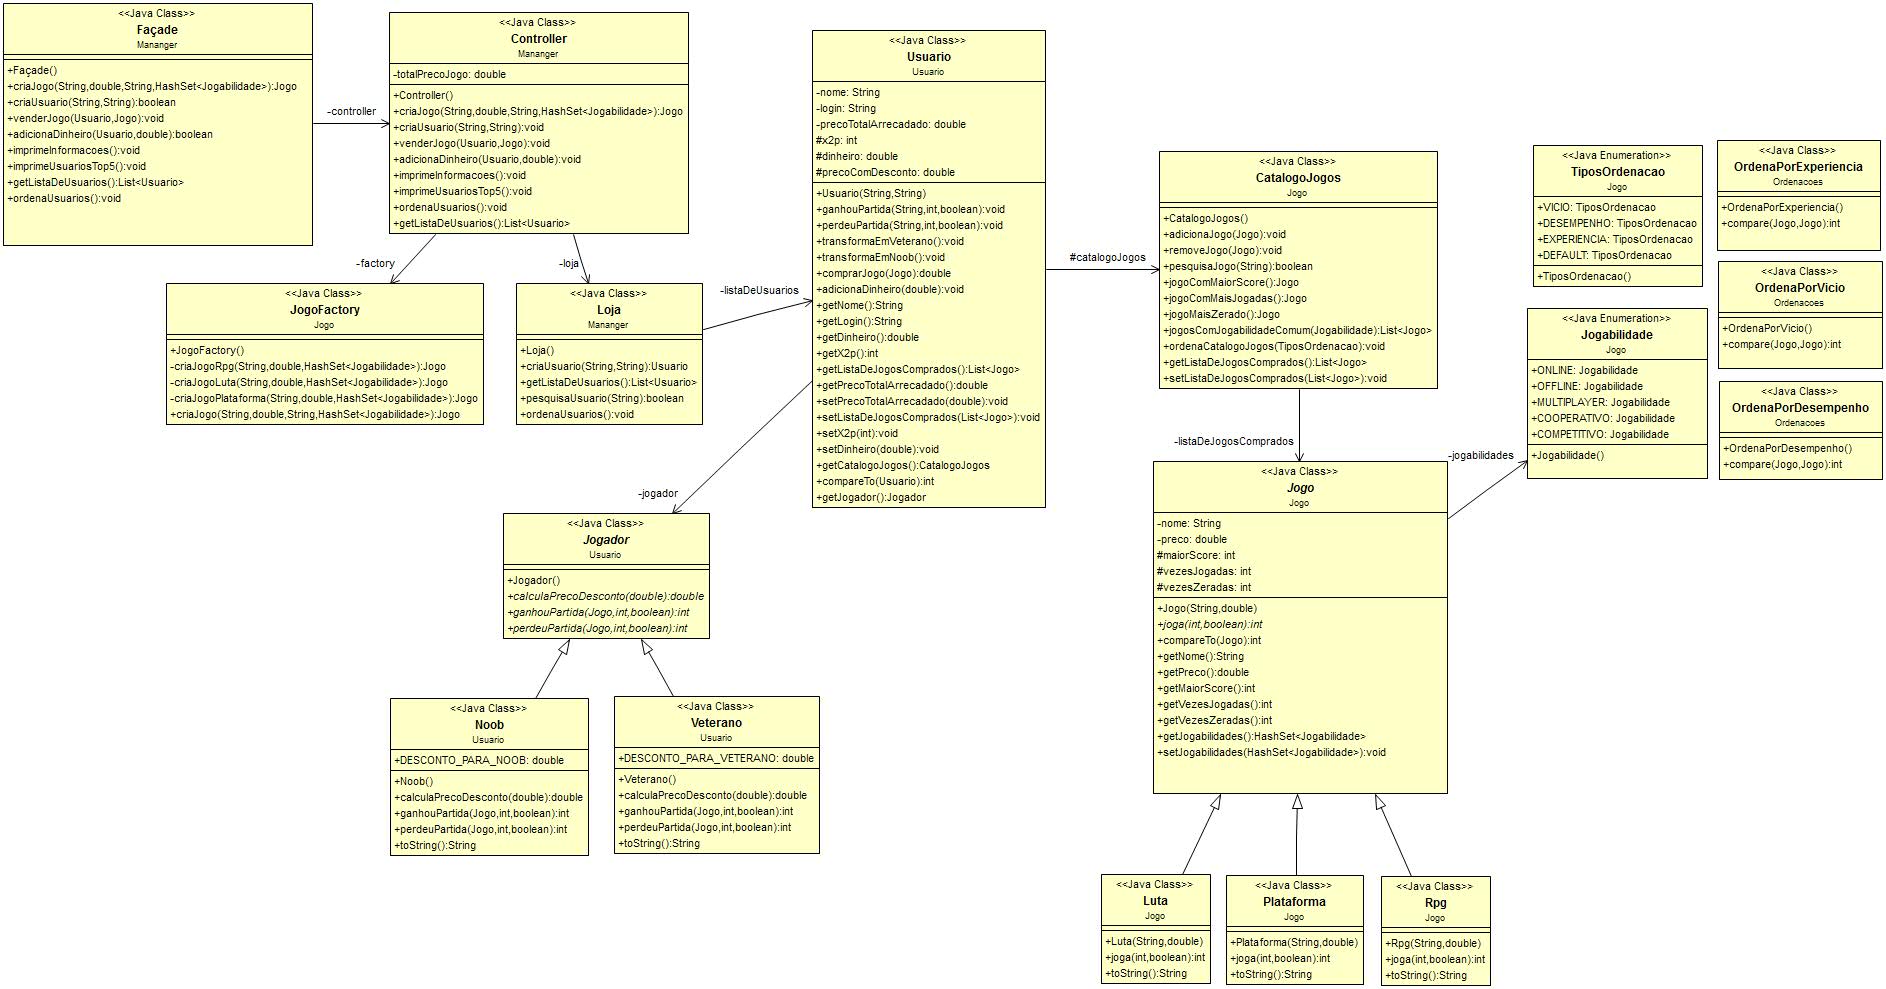 <<Java Class>>
Façade
Mananger
+Façade()
+criaJogo(String,double,String,HashSet<Jogabilidade>):Jogo
+criaUsuario(String,String):boolean
+venderJogo(Usuario,Jogo):void
+adicionaDinheiro(Usuario,double):boolean
+imprimeInformacoes():void
+imprimeUsuariosTop5():void
+getListaDeUsuarios():List<Usuario>
+ordenaUsuarios():void
-controller
<<Java Class>>
Controller
Mananger
-totalPrecoJogo: double
+Controller()
+criaJogo(String,double,String,HashSet<Jogabilidade>):Jogo
+criaUsuario(String,String):void
+venderJogo(Usuario,Jogo):void
+adicionaDinheiro(Usuario,double):void
+imprimeInformacoes():void
+imprimeUsuariosTop5():void
+ordenaUsuarios():void
+getListaDeUsuarios():List<Usuario>
-factory
-loja
<<Java Class>>
JogoFactory
Jogo
+JogoFactory()
-criaJogoRpg(String,double,HashSet<Jogabilidade>):Jogo
-criaJogoLuta(String,double,HashSet<Jogabilidade>):Jogo
-criaJogoPlataforma(String,double,HashSet<Jogabilidade>):Jogo
+criaJogo(String,double,String,HashSet<Jogabilidade>):Jogo
<<Java Class>>
Loja
Mananger
+Loja()
+criaUsuario(String,String):Usuario
+getListaDeUsuarios():List<Usuario>
+pesquisaUsuario(String):boolean
+ordenaUsuarios():void
-listaDeUsuarios
<<Java Class>>
Usuario
Usuario
-nome: String
-login: String
-precoTotalArrecadado: double
#x2p: int
#dinheiro: double
#precoComDesconto: double
+Usuario(String,String)
+ganhouPartida(String,int,boolean):void
+perdeuPartida(String,int,boolean):void
+transformaEmVeterano():void
+transformaEmNoob():void
+comprarJogo(Jogo):double
+adicionaDinheiro(double):void
+getNome():String
+getLogin():String
+getDinheiro():double
+getX2p():int
+getListaDeJogosComprados():List<Jogo>
+getPrecoTotalArrecadado():double
+setPrecoTotalArrecadado(double):void
+setListaDeJogosComprados(List<Jogo>):void
+setX2p(int):void
+setDinheiro(double):void
+getCatalogoJogos():CatalogoJogos
+compareTo(Usuario):int
+getJogador():Jogador
-jogador
#catalogoJogos
<<Java Class>>
Jogador
Usuario
+Jogador()
+calculaPrecoDesconto(double):double
+ganhouPartida(Jogo,int,boolean):int
+perdeuPartida(Jogo,int,boolean):int
<<Java Class>>
Noob
Usuario
+DESCONTO_PARA_NOOB: double
+Noob()
+calculaPrecoDesconto(double):double
+ganhouPartida(Jogo,int,boolean):int
+perdeuPartida(Jogo,int,boolean):int
+toString():String
<<Java Class>>
Veterano
Usuario
+DESCONTO_PARA_VETERANO: double
+Veterano()
+calculaPrecoDesconto(double):double
+ganhouPartida(Jogo,int,boolean):int
+perdeuPartida(Jogo,int,boolean):int
+toString():String
<<Java Class>>
CatalogoJogos
Jogo
+CatalogoJogos()
+adicionaJogo(Jogo):void
+removeJogo(Jogo):void
+pesquisaJogo(String):boolean
+jogoComMaiorScore():Jogo
+jogoComMaisJogadas():Jogo
+jogoMaisZerado():Jogo
+jogosComJogabilidadeComum(Jogabilidade):List<Jogo>
+ordenaCatalogoJogos(TiposOrdenacao):void
+getListaDeJogosComprados():List<Jogo>
+setListaDeJogosComprados(List<Jogo>):void
-listaDeJogosComprados
<<Java Class>>
Jogo
Jogo
-nome: String
-preco: double
#maiorScore: int
#vezesJogadas: int
#vezesZeradas: int
+Jogo(String,double)
+joga(int,boolean):int
+compareTo(Jogo):int
+getNome():String
+getPreco():double
+getMaiorScore():int
+getVezesJogadas():int
+getVezesZeradas():int
+getJogabilidades():HashSet<Jogabilidade>
+setJogabilidades(HashSet<Jogabilidade>):void
-jogabilidades
<<Java Class>>
Luta
Jogo
+Luta(String,double)
+joga(int,boolean):int
+toString():String
<<Java Class>>
Plataforma
Jogo
+Plataforma(String,double)
+joga(int,boolean):int
+toString():String
<<Java Class>>
Rpg
Jogo
+Rpg(String,double)
+joga(int,boolean):int
+toString():String
<<Java Enumeration>>
TiposOrdenacao
Jogo
+VICIO: TiposOrdenacao
+DESEMPENHO: TiposOrdenacao
+EXPERIENCIA: TiposOrdenacao
+DEFAULT: TiposOrdenacao
+TiposOrdenacao()
<<Java Enumeration>>
Jogabilidade
Jogo
+ONLINE: Jogabilidade
+OFFLINE: Jogabilidade
+MULTIPLAYER: Jogabilidade
+COOPERATIVO: Jogabilidade
+COMPETITIVO: Jogabilidade
+Jogabilidade()
<<Java Class>>
OrdenaPorExperiencia
Ordenacoes
+OrdenaPorExperiencia()
+compare(Jogo,Jogo):int
<<Java Class>>
OrdenaPorVicio
Ordenacoes
+OrdenaPorVicio()
+compare(Jogo,Jogo):int
<<Java Class>>
OrdenaPorDesempenho
Ordenacoes
+OrdenaPorDesempenho()
+compare(Jogo,Jogo):int